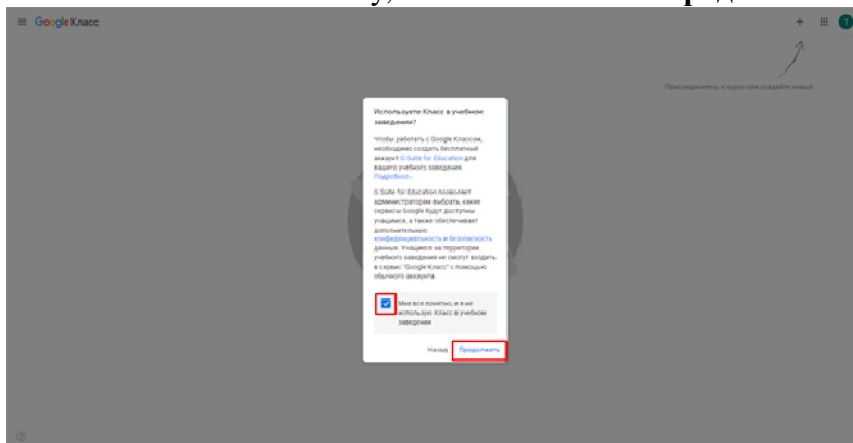 Google Класс
Присоединитесь к курсу или создайте новый
Используете Класс в учебном
заведении?
Чтобы работать с Google Классом,
необходимо создать бесплатный
аккаунт G Suite for Education для
вашего учебного заведения.
Подробнее…
G Suite for Education позволяет
администраторам выбрать, какие
сервисы Google будут доступны
учащимся, а также обеспечивает
дополнительную
конфиденциальность и безопасность
данных. Учащиеся на территории
учебного заведения не смогут входить
в сервис "Google Класс" с помощью
обычного аккаунта.
Мне все понятно, и я не
использую Класс в учебном
заведении
Назад Продолжить